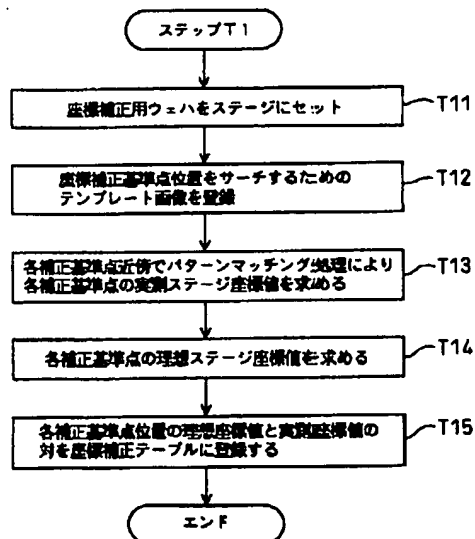 ステップT1
座標補正用ウェハをステージにセット
T11
座標補正基準点位置をサーチするための
テンプレート画像を登録
T12
各補正基準点近傍でパターンマッチング処理により
各補正基準点の実測ステージ座標値を求める
T13
各補正基準点の理想ステージ座標値を求める
T14
各補正基準点位置の理想座標値と実測座標値の
対を座標補正テーブルに登録する
T15
エンド